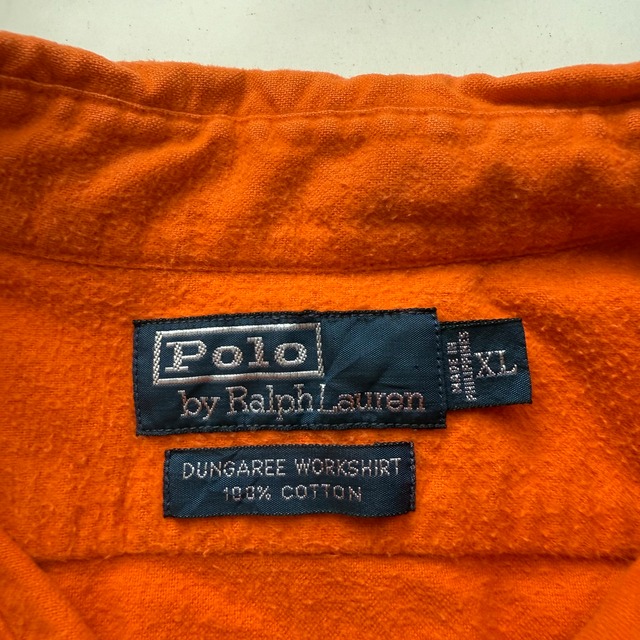 Polo
by Ralph Lauren
MADE IN
PHILIPPINES
XL
DUNGAREE WORKSHIRT
100% COTTON